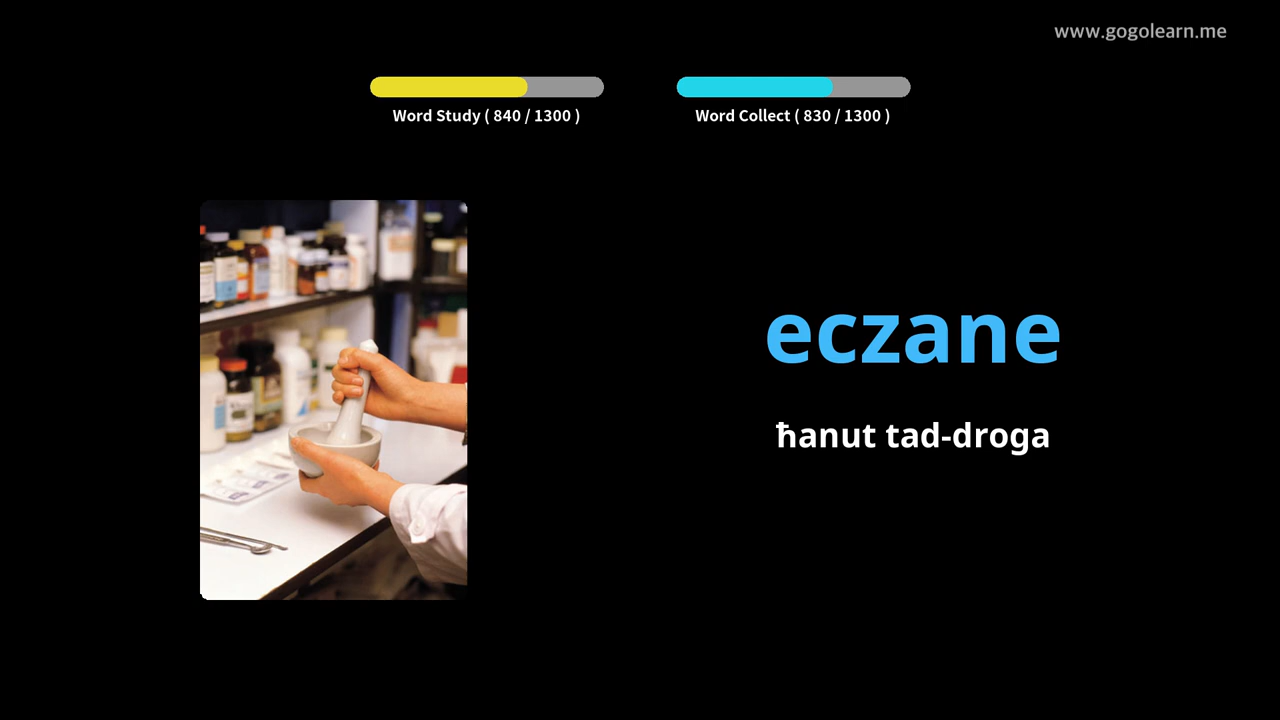 www.gogolearn.me
Word Study ( 840 / 1300 )
Word Collect ( 830 / 1300 )
eczane
ħanut tad-droga